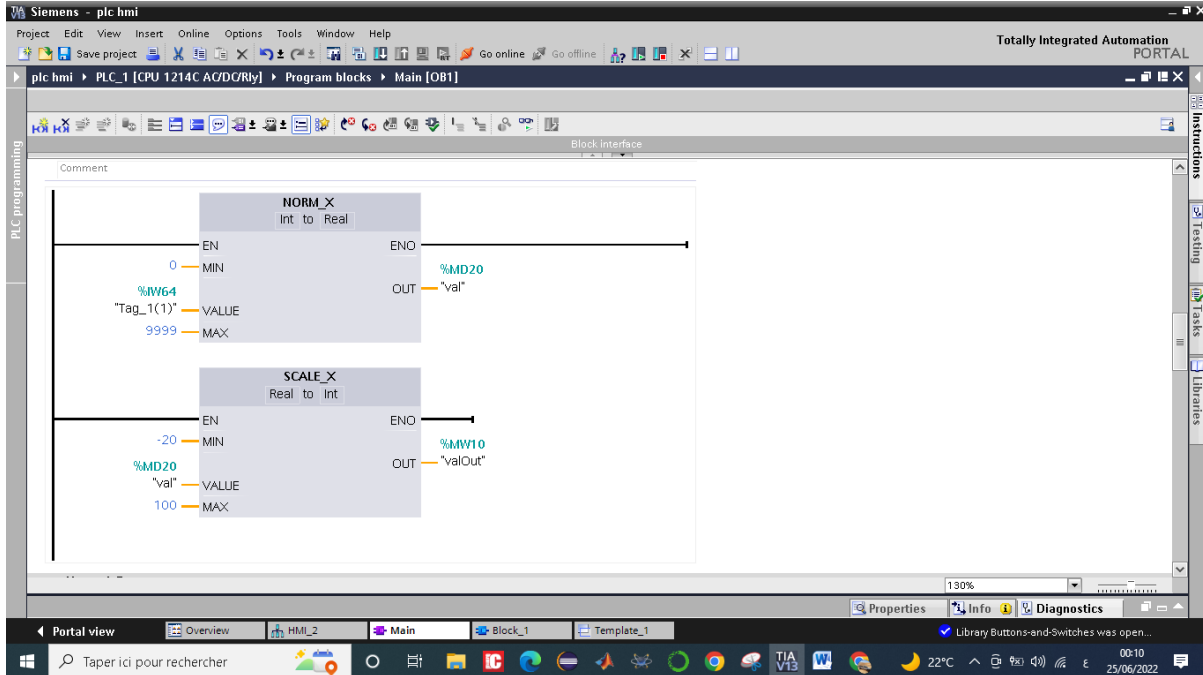 Siemens - plc hmi
Project Edit View Insert Online Options Tools Window Help
Totally Integrated Automation
PORTAL
Save project
Go online
Go offline
plc hmi PLC_1 [CPU 1214C AC/DC/Rly] Program blocks Main [OB1]
Block interface
Comment
NORM_X
Int to Real
EN
ENO
0
MIN
%MD20
"val"
OUT
%IW64
"Tag_1(1)"
VALUE
9999
MAX
SCALE_X
Real to Int
EN
ENO
-20
MIN
%MW10
"valOut"
OUT
%MD20
"val"
VALUE
100
MAX
PLC programming
Instructions
Testing
Tasks
Libraries
130%
Properties
Info
Diagnostics
Portal view
Overview
HMI_2
Main
Block_1
Template_1
Library Buttons-and-Switches was open...
Taper ici pour rechercher
IC
TIA
V13
W
22°C
ع
00:10
25/06/2022